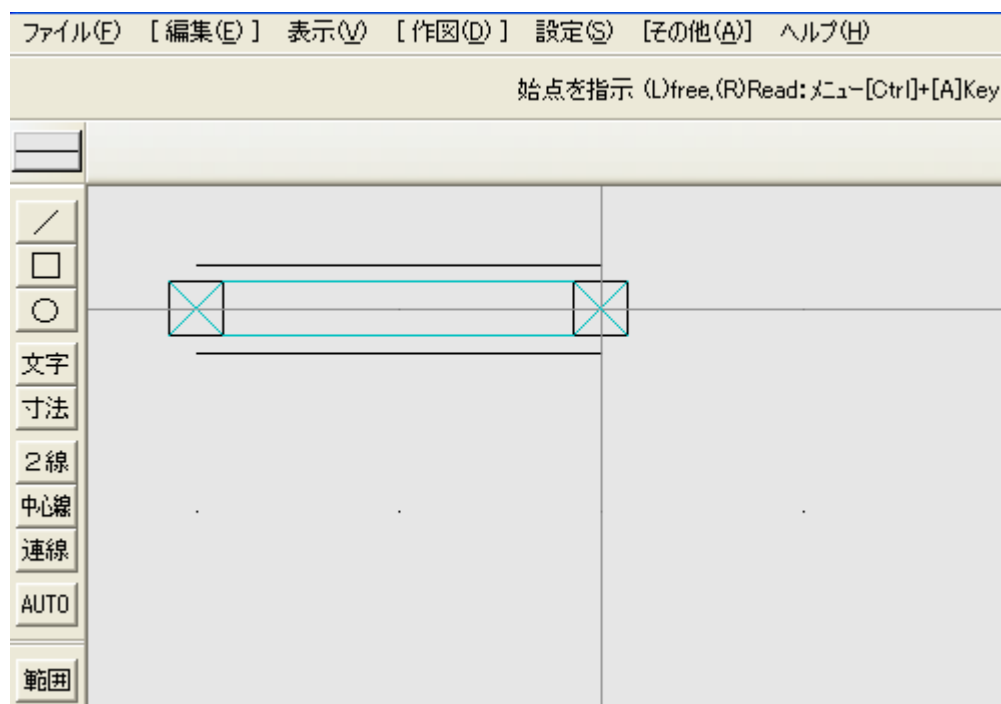 ファイル(F) [ 編集(E) ] 表示(V) [ 作図(D) ] 設定(S) [その他(A)] ヘルプ(H)
始点を指示 (L)free,(R)Read:ﾒﾆｭｰ[Ctrl]+[A]Key
文字
寸法
２線
中心線
連線
AUTO
範囲